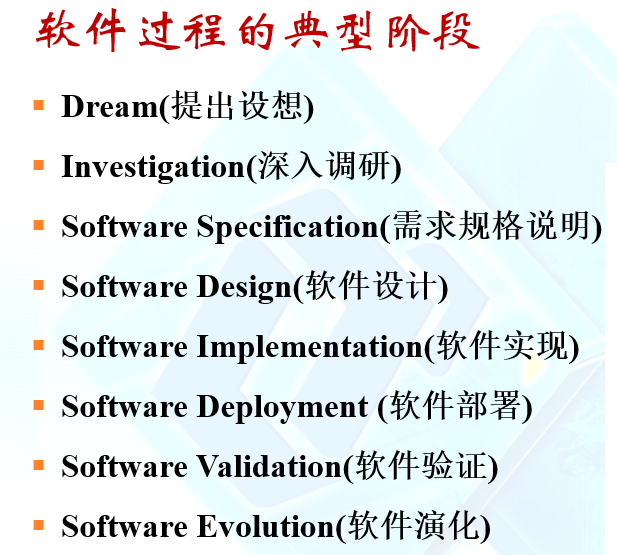 软件过程的典型阶段
Dream(提出设想)
Investigation(深入调研)
Software Specification(需求规格说明)
Software Design(软件设计)
Software Implementation(软件实现)
Software Deployment (软件部署)
Software Validation(软件验证)
Software Evolution(软件演化)